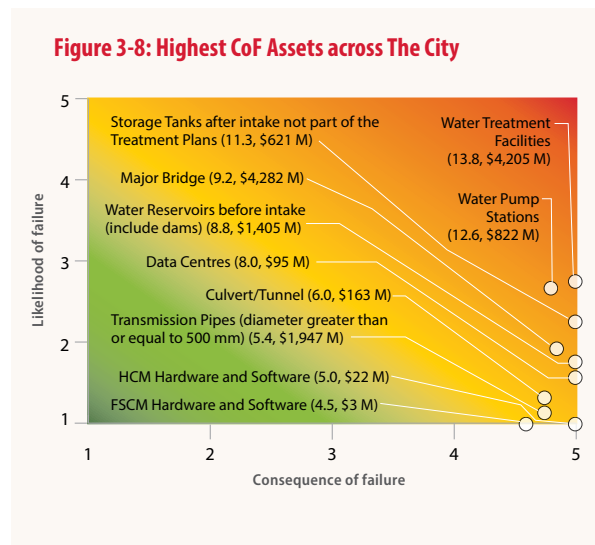 Figure 3-8: Highest CoF Assets across The City
5
4
3
2
1
Likelihood of failure
Storage Tanks after intake not part of the
Treatment Plans (11.3, $621 M)
Major Bridge (9.2, $4,282 M)
Water Reservoirs before intake
(include dams) (8.8, $1,405 M)
Data Centres (8.0, $95 M)
Culvert/Tunnel (6.0, $163 M)
Transmission Pipes (diameter greater than
or equal to 500 mm) (5.4, $1,947 M)
HCM Hardware and Software (5.0, $22 M)
FSCM Hardware and Software (4.5, $3 M)
Water Treatment
Facilities
(13.8, $4,205 M)
Water Pump
Stations
(12.6, $822 M)
1 2 3 4 5
Consequence of failure